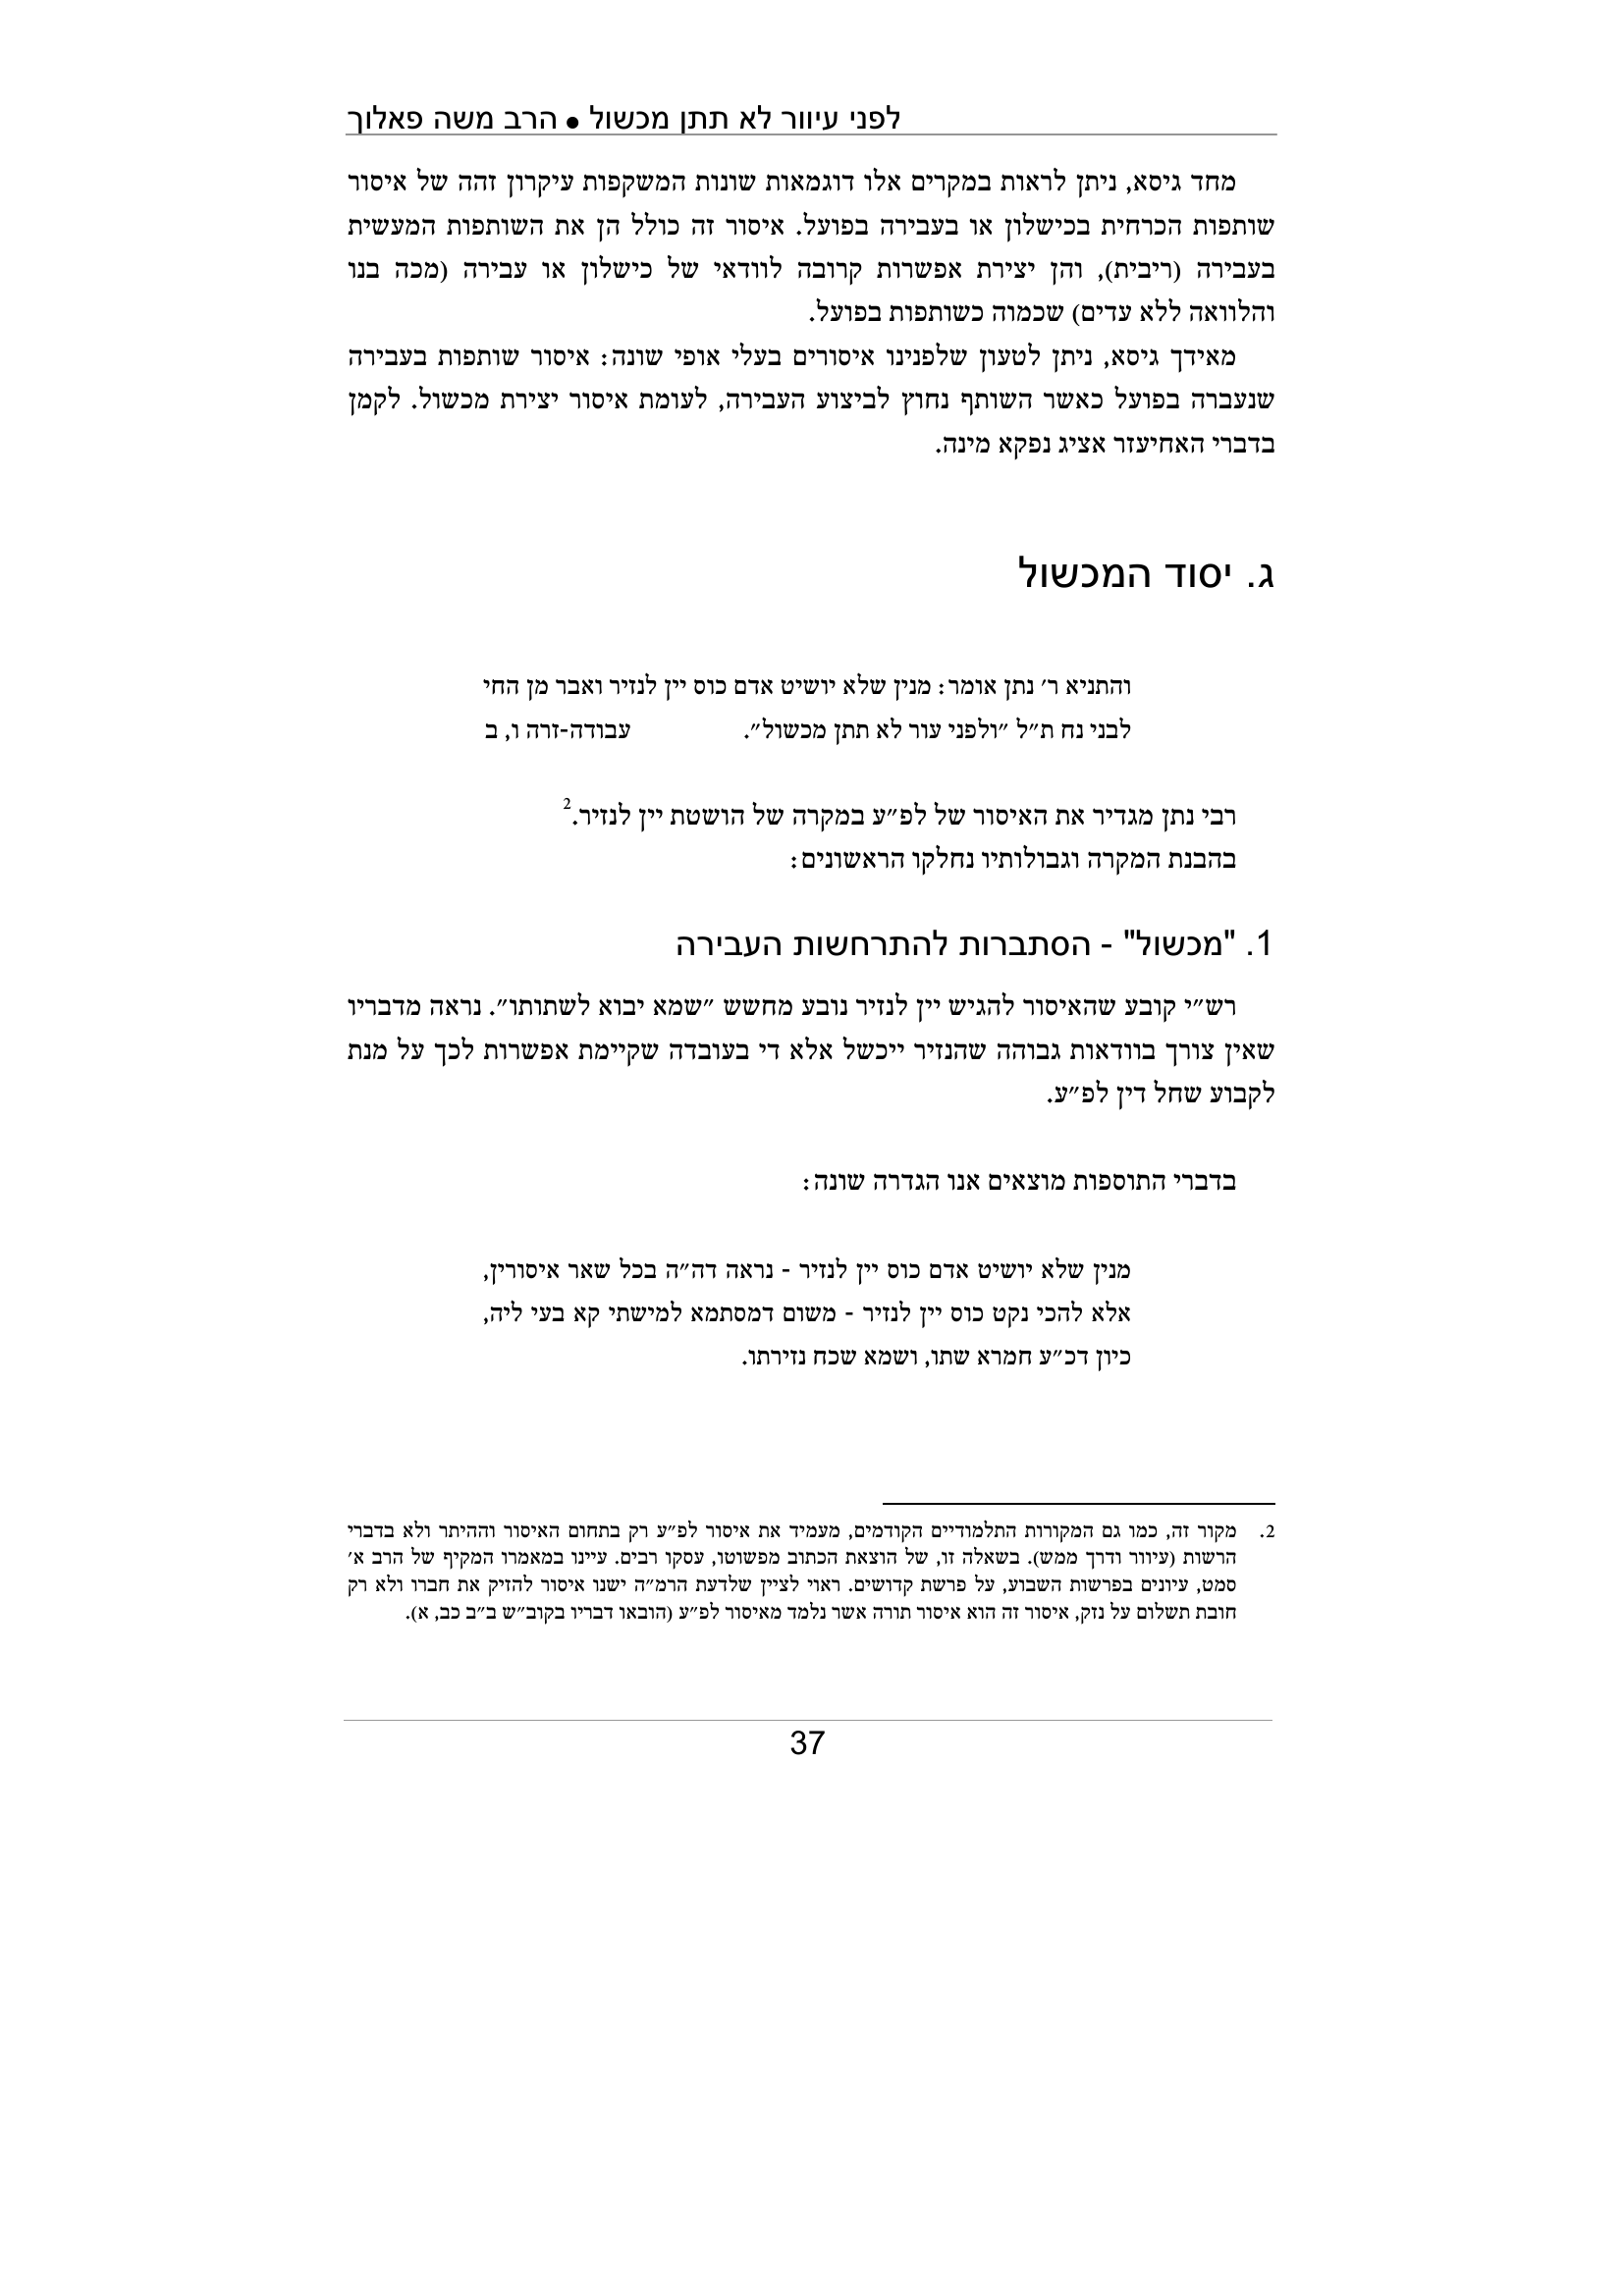 לפני עיוור לא תתן מכשול ● הרב משה פאלוך
מחד גיסא, ניתן לראות במקרים אלו דוגמאות שונות המשקפות עיקרון זהה של איסור
שותפות הכרחית בכישלון או בעבירה בפועל. איסור זה כולל הן את השותפות המעשית
בעבירה (ריבית), והן יצירת אפשרות קרובה לוודאי של כישלון או עבירה (מכה בנו
והלוואה ללא עדים) שכמוה כשותפות בפועל.
מאידך גיסא, ניתן לטעון שלפנינו איסורים בעלי אופי שונה: איסור שותפות בעבירה
שנעברה בפועל כאשר השותף נחוץ לביצוע העבירה, לעומת איסור יצירת מכשול. לקמן
בדברי האחיעזר אציג נפקא מינה.
ג. יסוד המכשול
והתניא ר׳ נתן אומר: מנין שלא יושיט אדם כוס יין לנזיר ואבר מן החי
לבני נח ת״ל ״ולפני עור לא תתן מכשול״. עבודה-זרה ו, ב
רבי נתן מגדיר את האיסור של לפ״ע במקרה של הושטת יין לנזיר.2
בהבנת המקרה וגבולותיו נחלקו הראשונים:
1. "מכשול" - הסתברות להתרחשות העבירה
רש״י קובע שהאיסור להגיש יין לנזיר נובע מחשש ״שמא יבוא לשתותו״. נראה מדבריו
שאין צורך בוודאות גבוהה שהנזיר ייכשל אלא די בעובדה שקיימת אפשרות לכך על מנת
לקבוע שחל דין לפ״ע.
בדברי התוספות מוצאים אנו הגדרה שונה:
מנין שלא יושיט אדם כוס יין לנזיר - נראה דה״ה בכל שאר איסורין,
אלא להכי נקט כוס יין לנזיר - משום דמסתמא למישתי קא בעי ליה,
כיון דכ״ע חמרא שתו, ושמא שכח נזירתו.
2. מקור זה, כמו גם המקורות התלמודיים הקודמים, מעמיד את איסור לפ״ע רק בתחום האיסור וההיתר ולא בדברי
הרשות (עיוור ודרך ממש). בשאלה זו, של הוצאת הכתוב מפשוטו, עסקו רבים. עיינו במאמרו המקיף של הרב א׳
סמט, עיונים בפרשות השבוע, על פרשת קדושים. ראוי לציין שלדעת הרמ״ה ישנו איסור להזיק את חברו ולא רק
חובת תשלום על נזק, איסור זה הוא איסור תורה אשר נלמד מאיסור לפ״ע (הובאו דבריו בקוב״ש ב״ב כב, א).
37